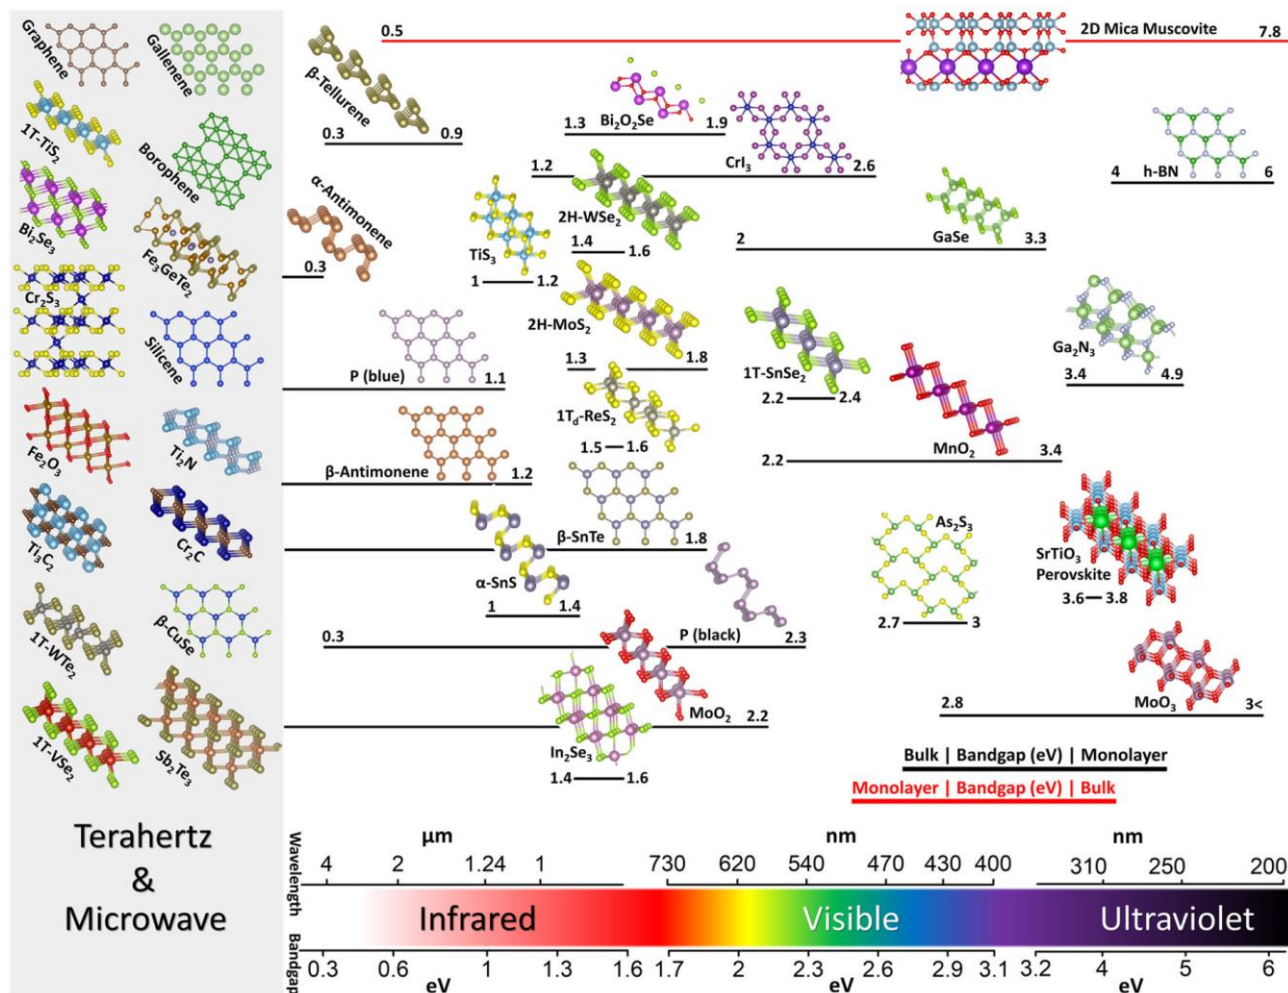 Graphene
Gallenene
1T-TiS₂
Borophene
Bi₂Se₃
Fe₃GeTe₂
Cr₂S₃
Silicene
Fe₂O₃
Ti₂N
Ti₃C₂
Cr₂C
1T-WTe₂
β-CuSe
1T-VSe₂
Sb₂Te₃
Terahertz
&
Microwave
0.5 2D Mica Muscovite 7.8
β-Tellurene
0.3 0.9
Bi₂O₂Se
1.3 1.9
CrI₃
1.2 2.6
4 h-BN 6
α-Antimonene
0.3
TiS₃
1 1.2
2H-WSe₂
1.4 1.6
GaSe
2 3.3
2H-MoS₂
1.3 1.8
1T-SnSe₂
2.2 2.4
Ga₂N₃
3.4 4.9
P (blue) 1.1
1T_d-ReS₂
1.5 1.6
MnO₂
2.2 3.4
β-Antimonene 1.2
β-SnTe 1.8
α-SnS
1 1.4
As₂S₃
2.7 3
SrTiO₃
Perovskite
3.6 3.8
0.3 P (black) 2.3
MoO₂ 2.2
In₂Se₃
1.4 1.6
MoO₃
2.8 3<
Bulk | Bandgap (eV) | Monolayer
Monolayer | Bandgap (eV) | Bulk
Wavelength
µm nm nm
4 2 1.24 1 730 620 540 470 430 400 310 250 200
Infrared Visible Ultraviolet
Bandgap
0.3 0.6 1 1.3 1.6 1.7 2 2.3 2.6 2.9 3.1 3.2 4 5 6
eV eV eV